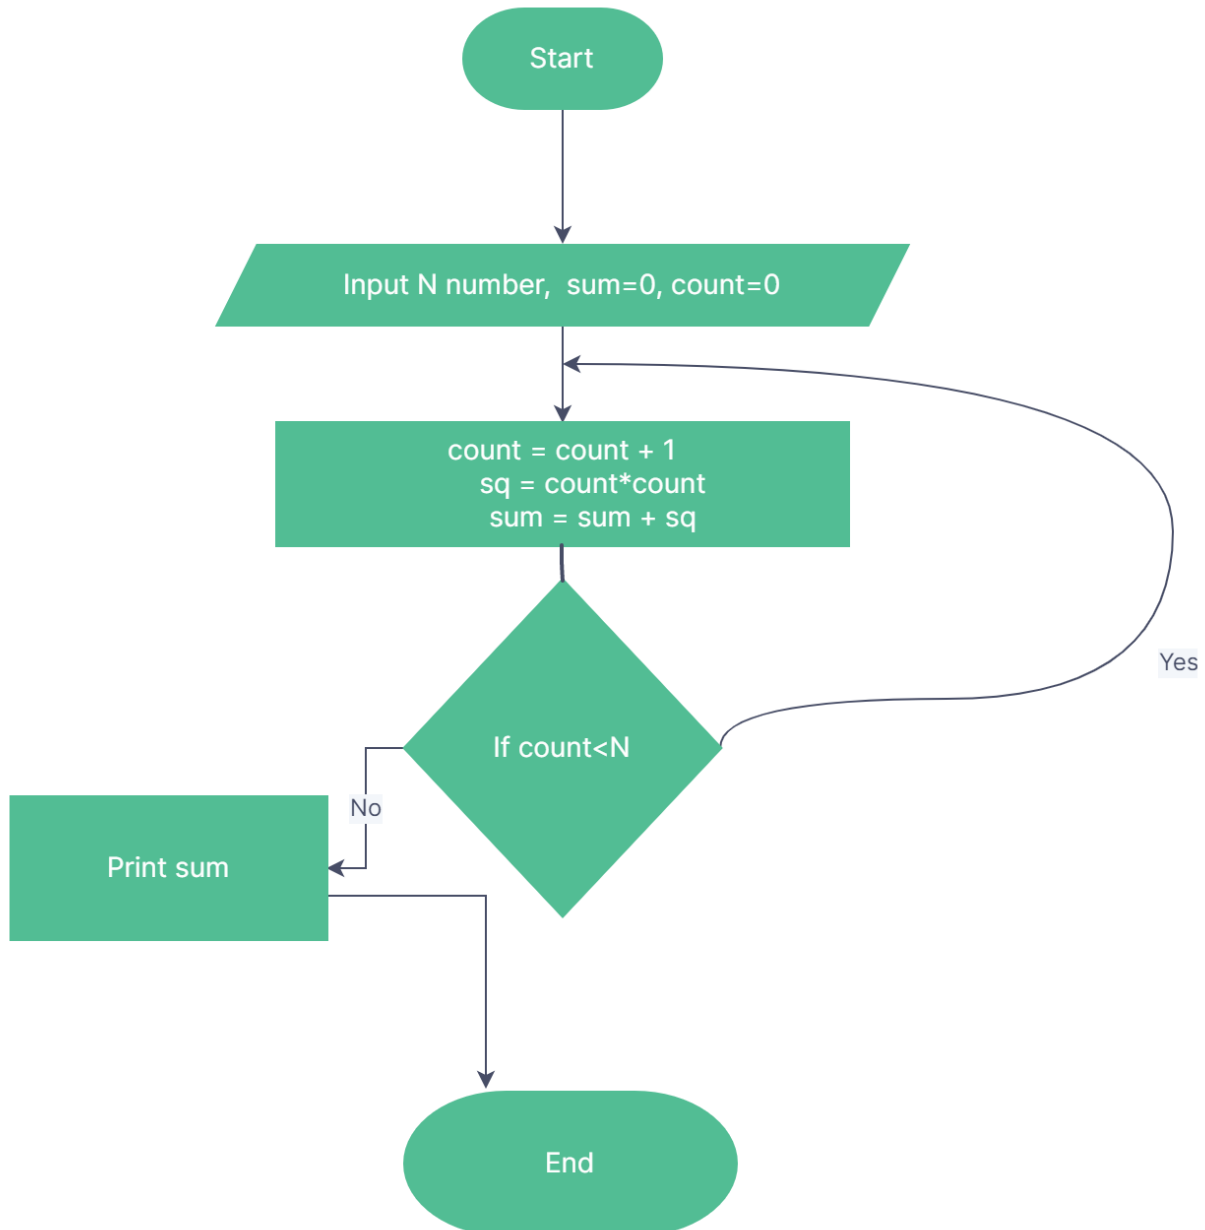 Start
Input N number,  sum=0, count=0
count = count + 1
sq = count*count
sum = sum + sq
Yes
If count<N
No
Print sum
End